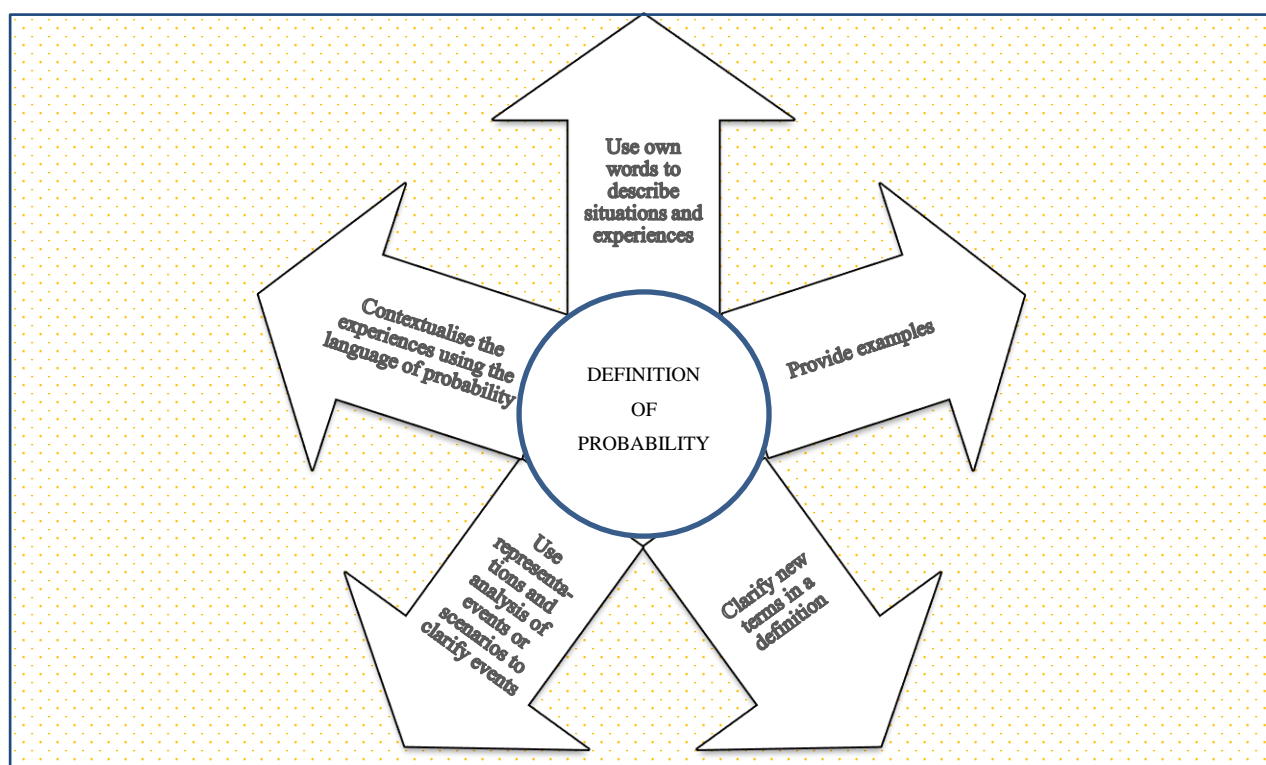 Use own
words to
describe
situations and
experiences
Provide examples
Clarify new
terms in a
definition
Use
representa-
tions and
analysis of
events or
scenarios to
clarify events
Contextualise the
experiences using the
language of probability
DEFINITION
OF
PROBABILITY